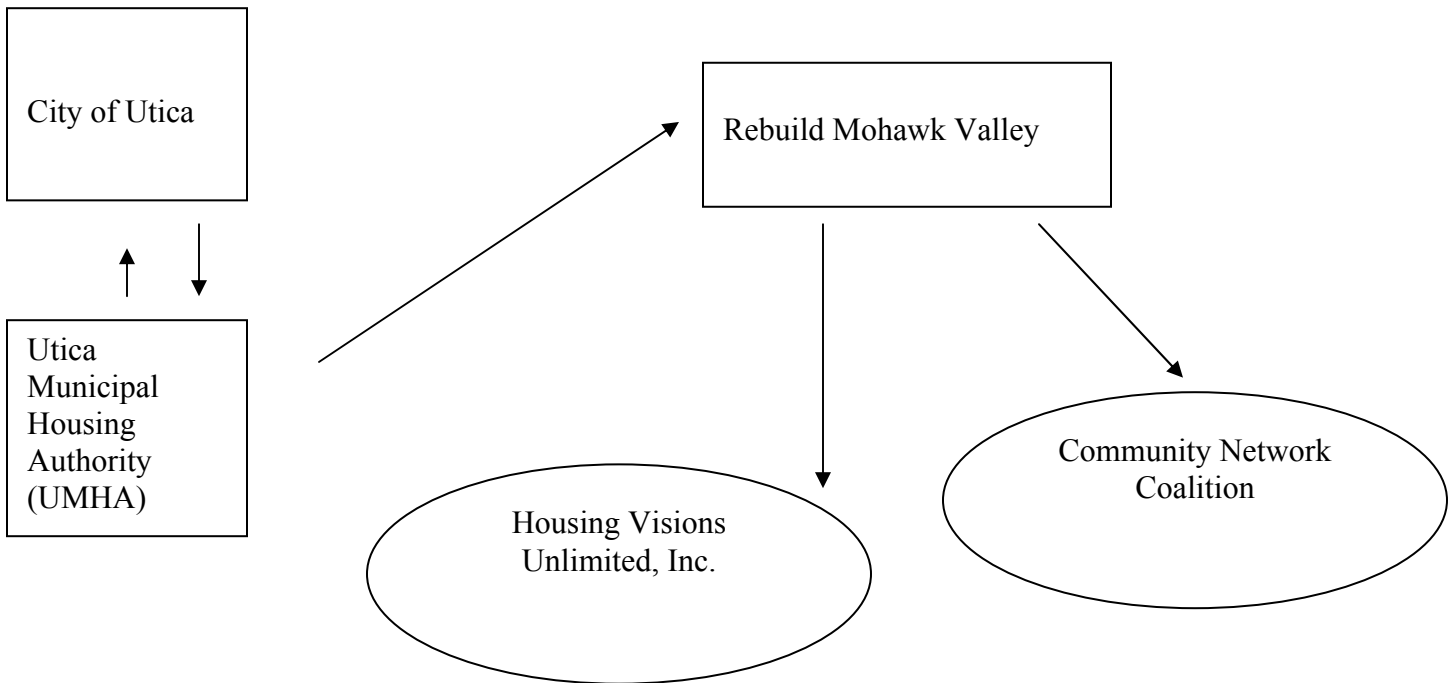 City of Utica
Rebuild Mohawk Valley
Utica
Municipal
Housing
Authority
(UMHA)
Housing Visions
Unlimited, Inc.
Community Network
Coalition